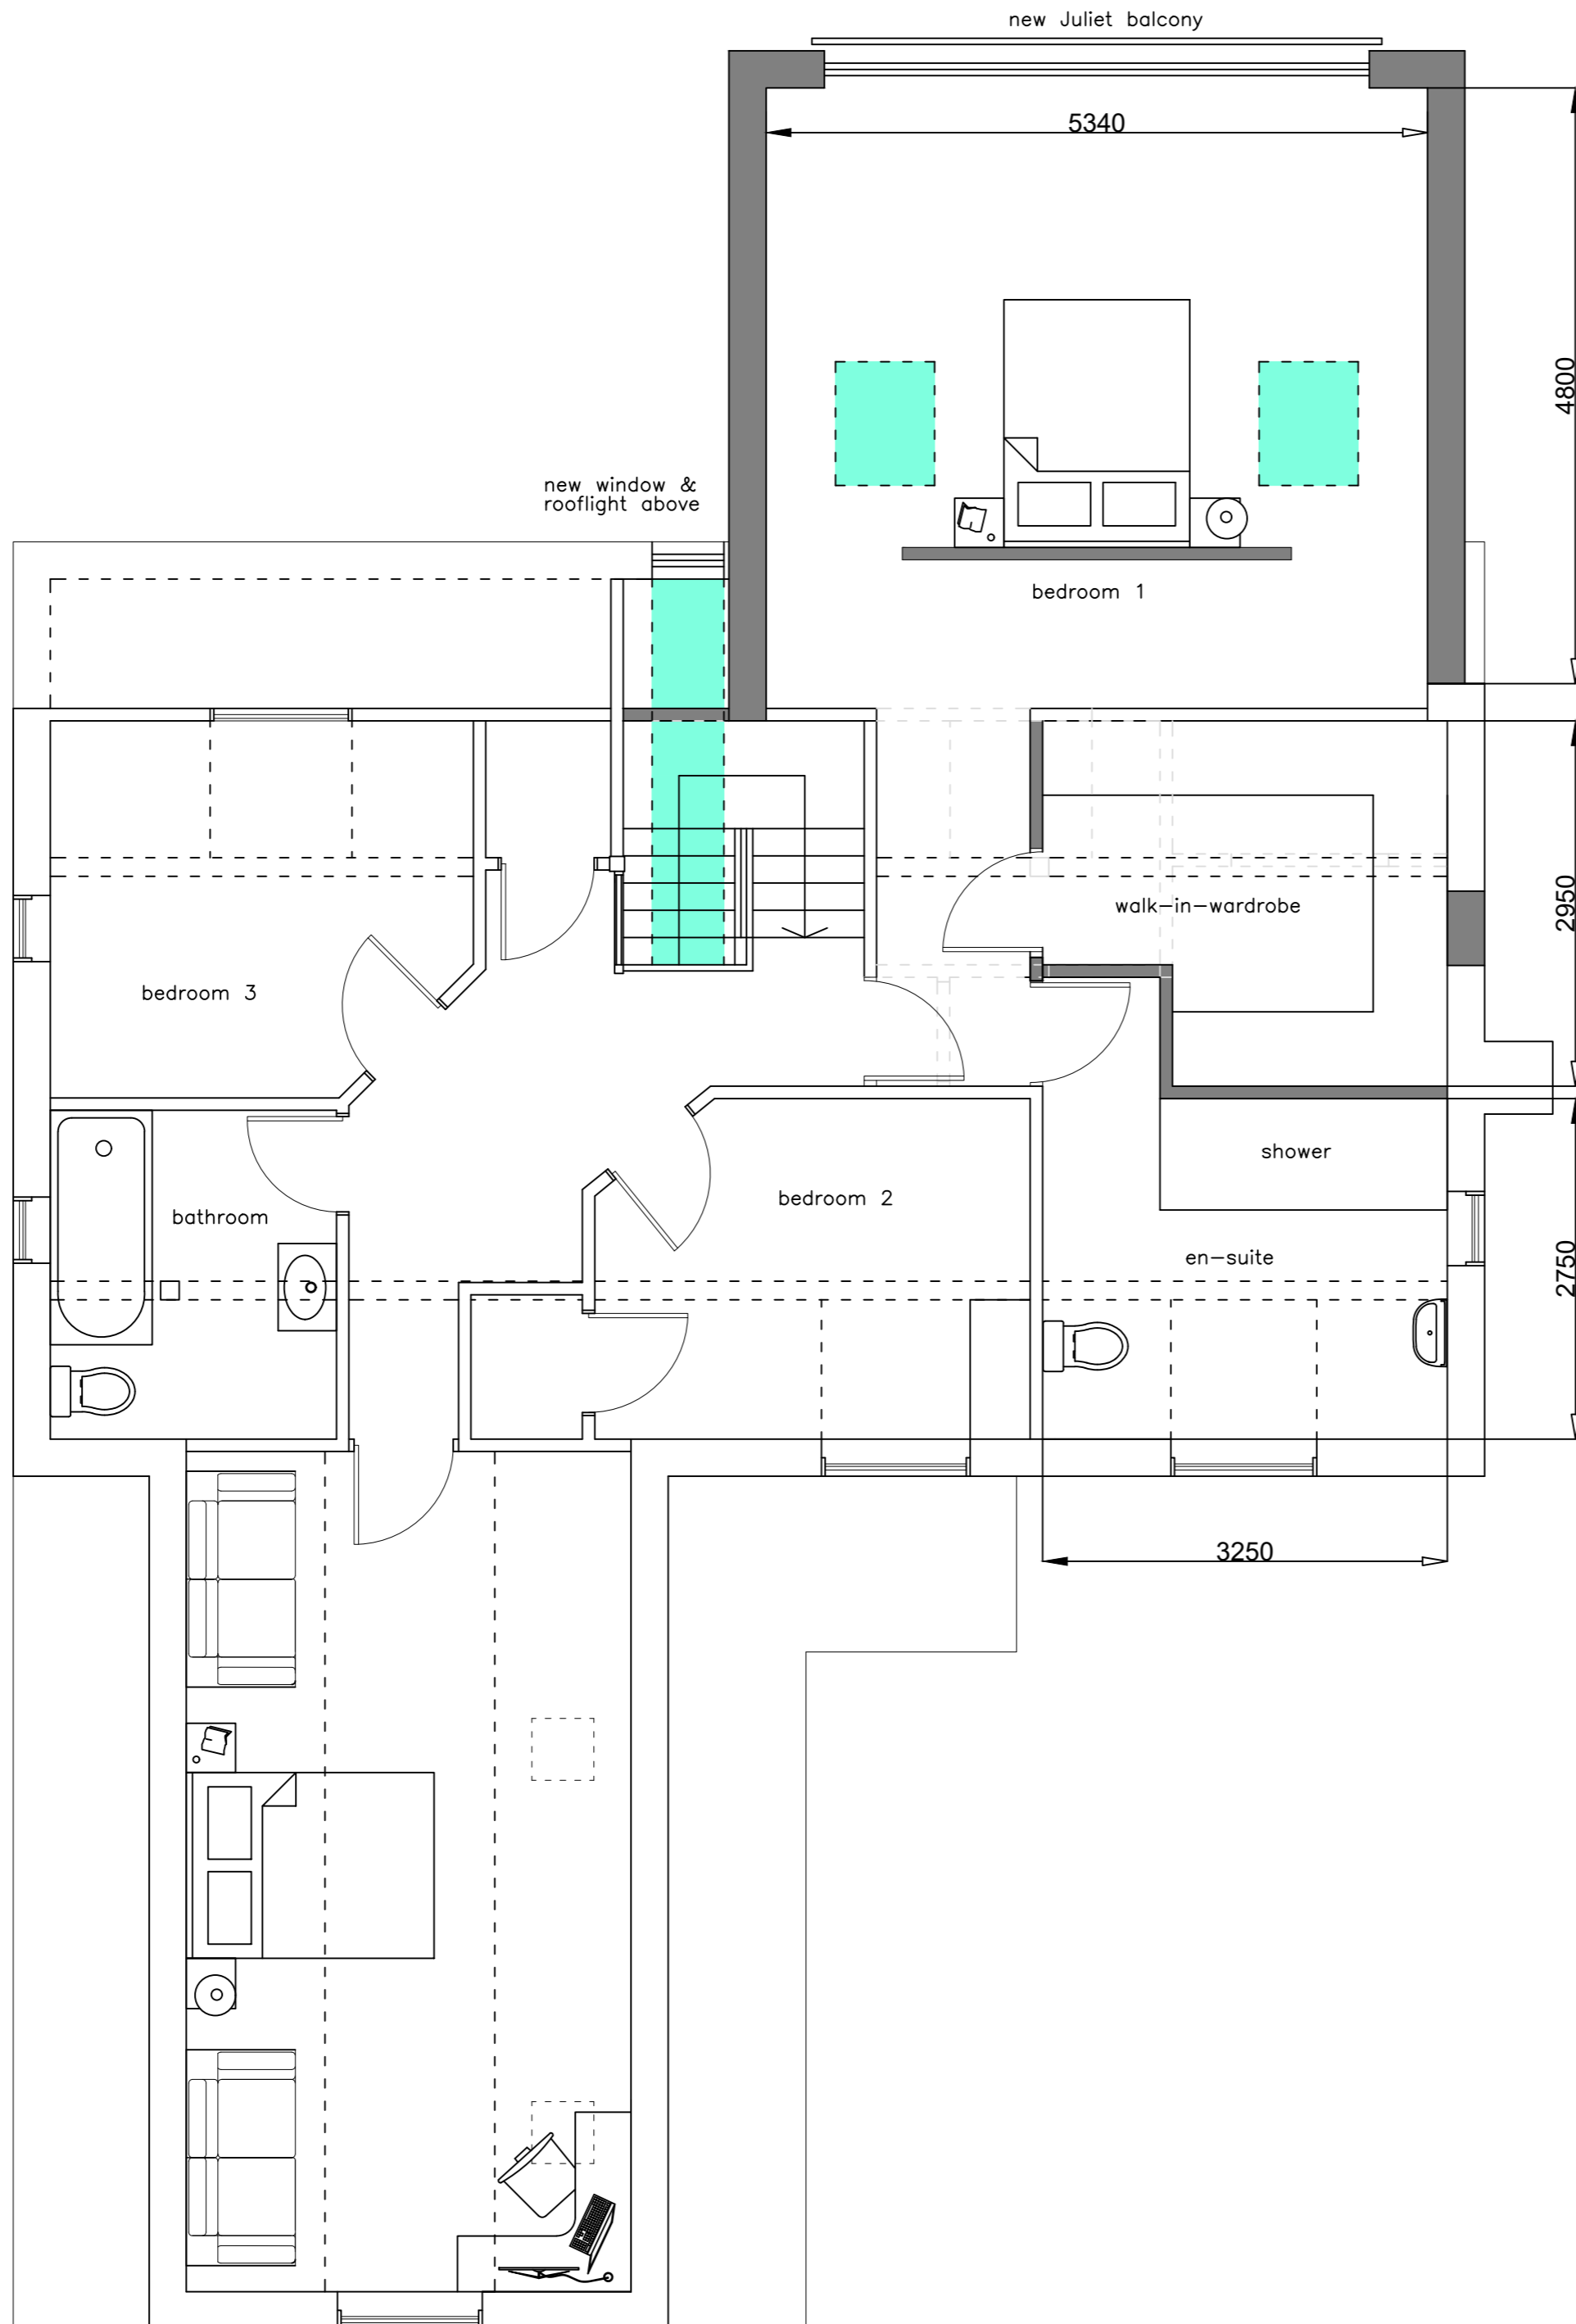 new Juliet balcony
5340
4800
new window &
rooflight above
bedroom 1
walk-in-wardrobe
2950
bedroom 3
shower
bedroom 2
bathroom
en-suite
2750
3250